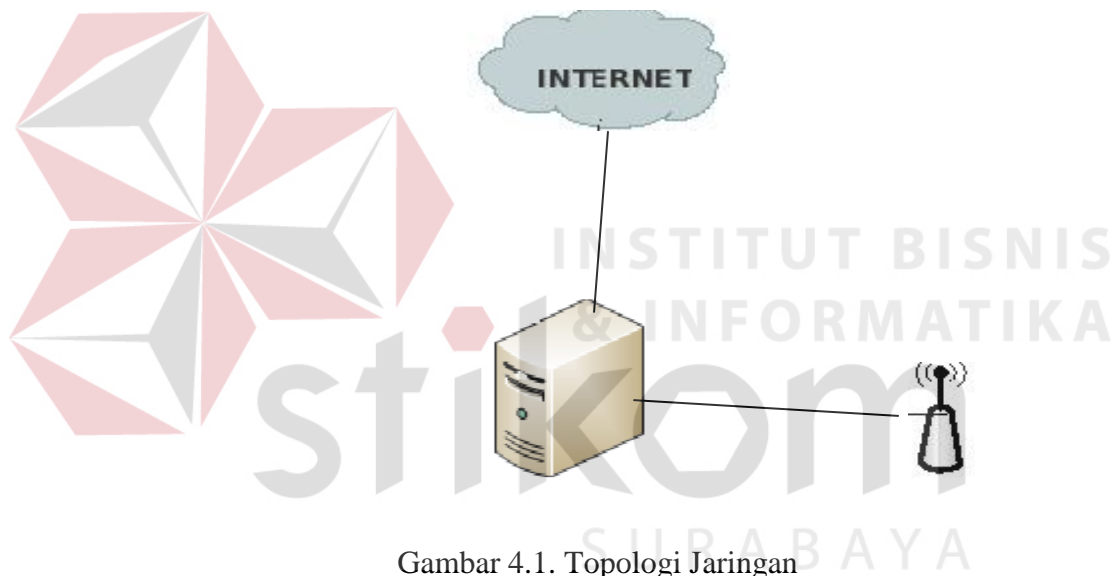 INTERNET
INSTITUT BISNIS
& INFORMATIKA
stikom
SURABAYA
Gambar 4.1. Topologi Jaringan